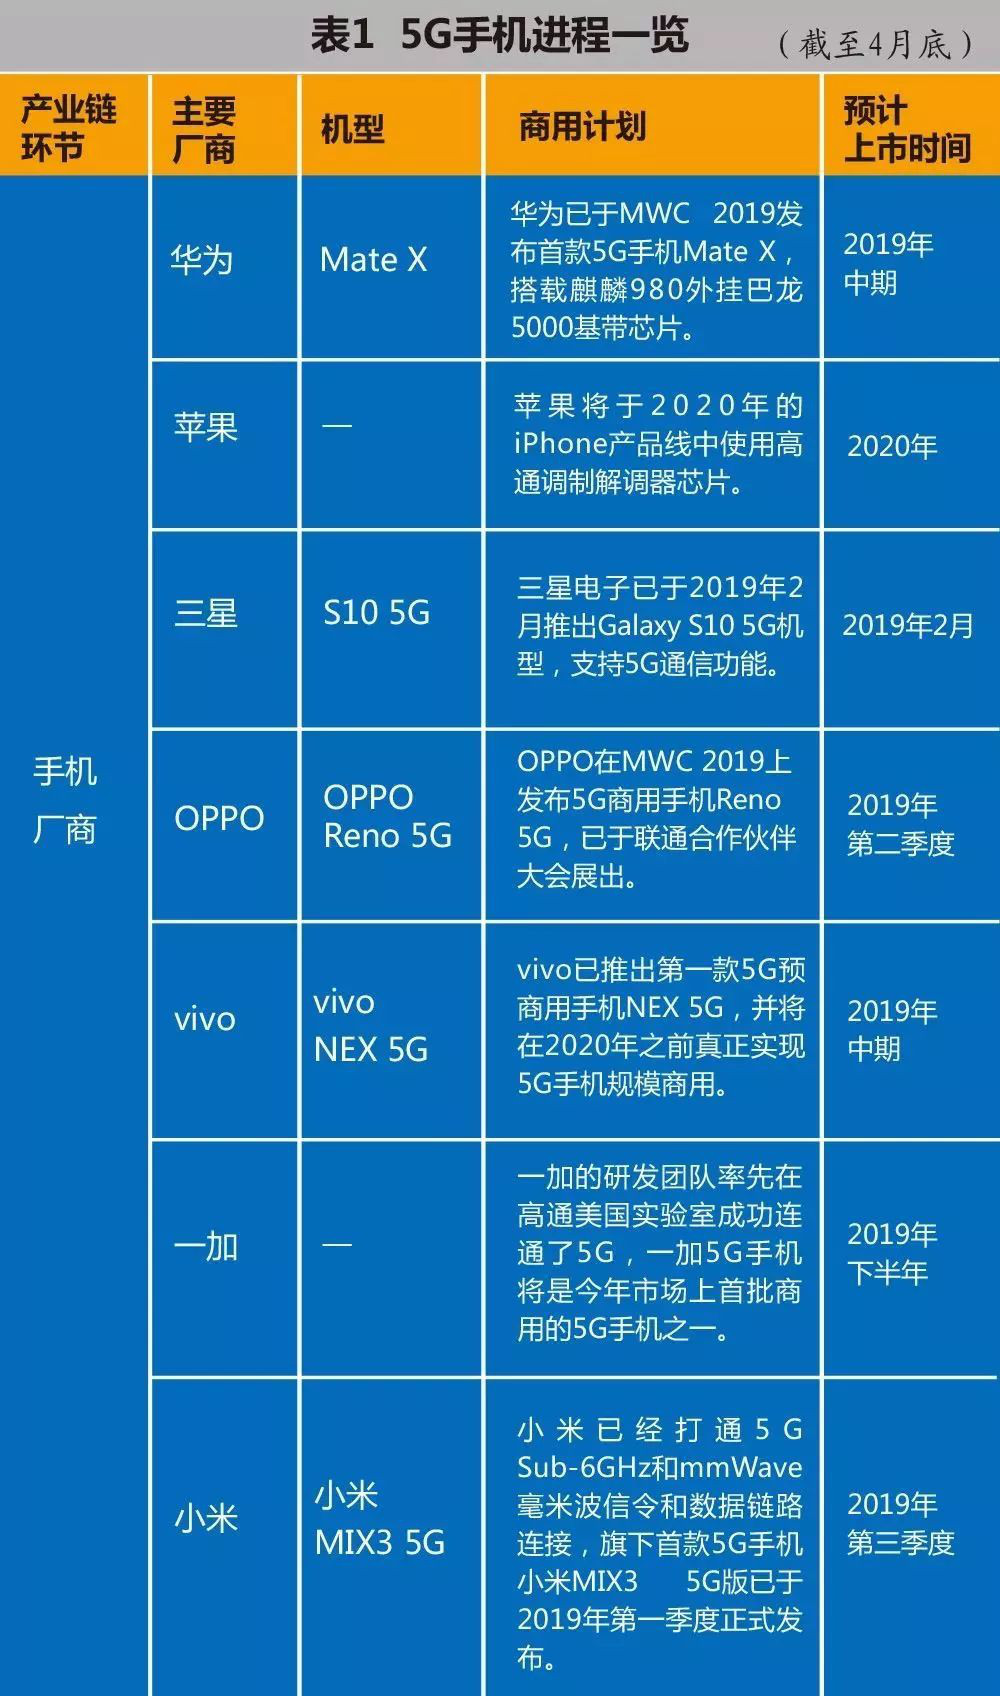 表1 5G手机进程一览
（截至4月底）
产业链
环节
主要
厂商
机型
商用计划
预计
上市时间
手机
厂商
华为
Mate X
华为已于MWC 2019发
布首款5G手机Mate X，
搭载麒麟980外挂巴龙
5000基带芯片。
2019年
中期
苹果
—
苹果将于2020年的
iPhone产品线中使用高
通调制解调器芯片。
2020年
三星
S10 5G
三星电子已于2019年2
月推出Galaxy S10 5G机
型，支持5G通信功能。
2019年2月
OPPO
OPPO
Reno 5G
OPPO在MWC 2019上
发布5G商用手机Reno
5G，已于联通合作伙伴
大会展出。
2019年
第二季度
vivo
vivo
NEX 5G
vivo已推出第一款5G预
商用手机NEX 5G，并将
在2020年之前真正实现
5G手机规模商用。
2019年
中期
一加
—
一加的研发团队率先在
高通美国实验室成功连
通了5G，一加5G手机
将是今年市场上首批商
用的5G手机之一。
2019年
下半年
小米
小米
MIX3 5G
小米已经打通5G
Sub-6GHz和mmWave
毫米波信令和数据链路
连接，旗下首款5G手机
小米MIX3 5G版已于
2019年第一季度正式发
布。
2019年
第三季度